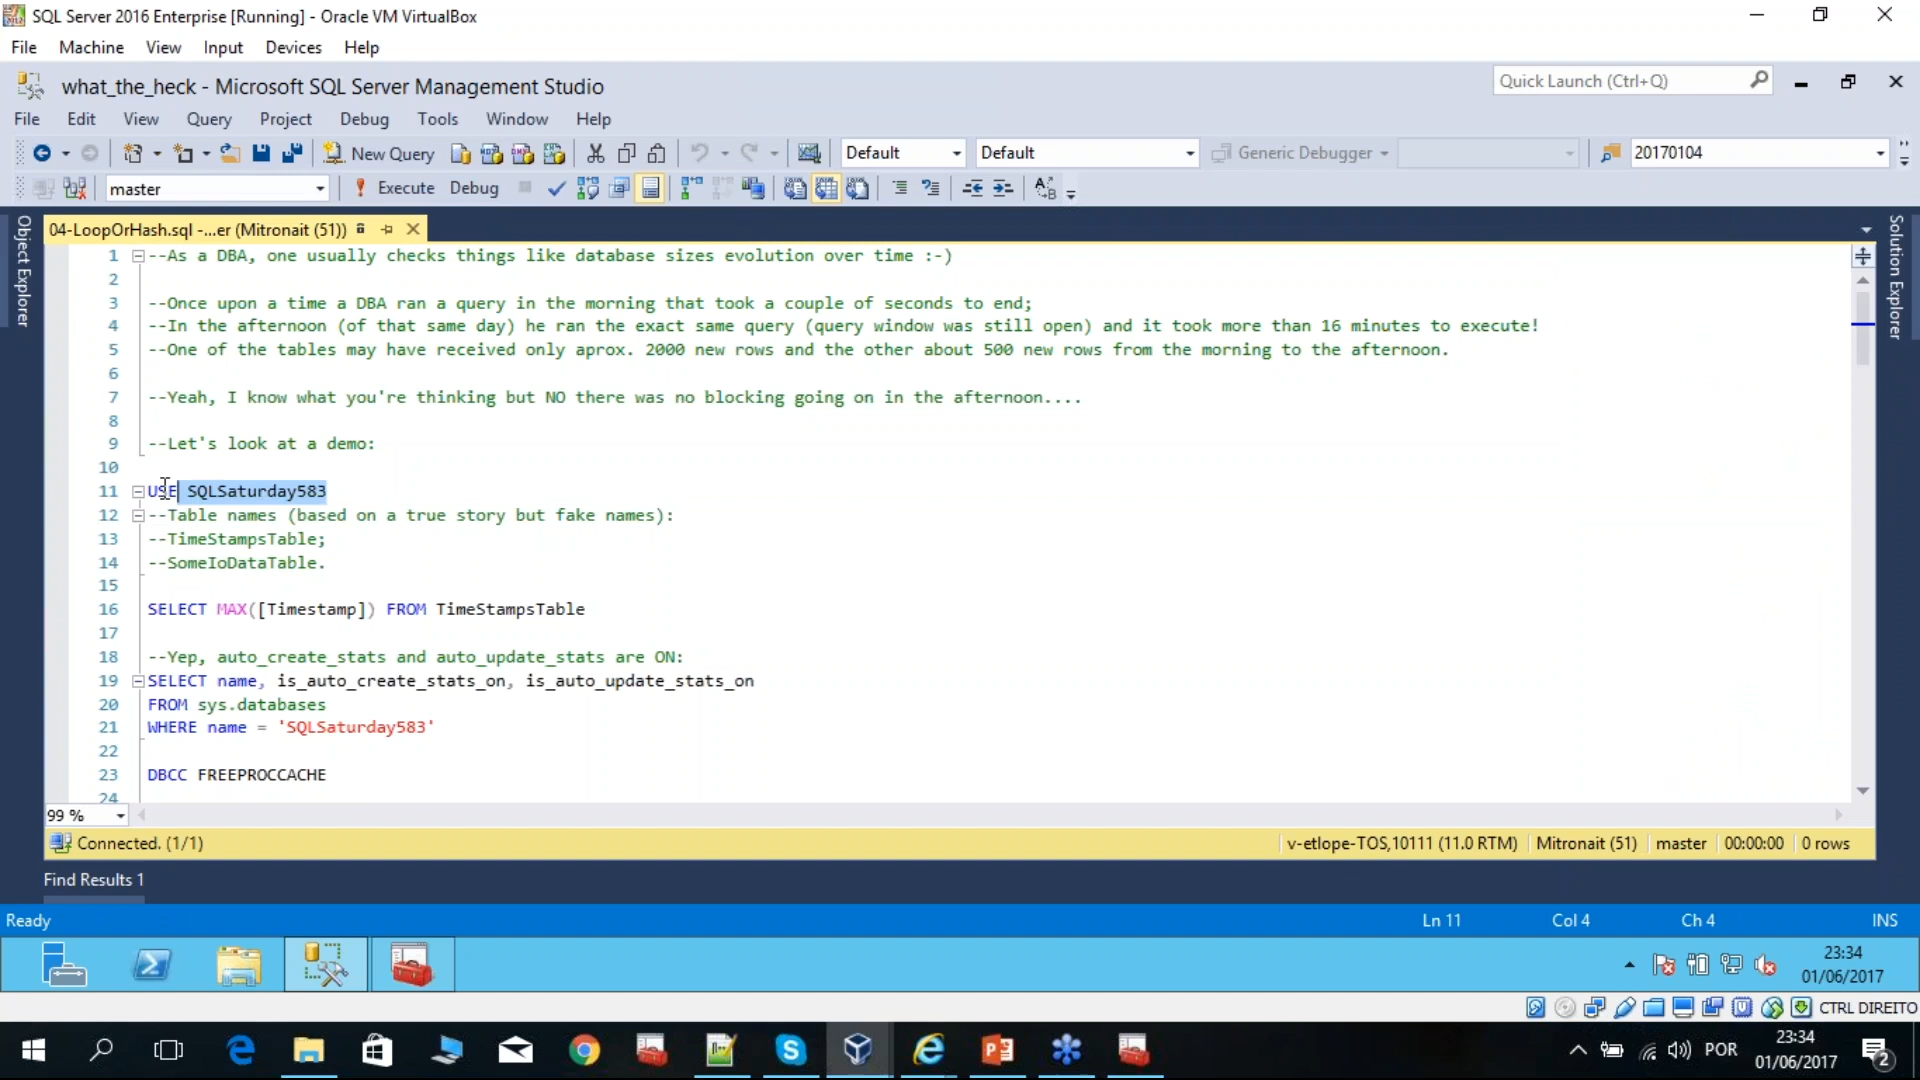 SQL Server 2016 Enterprise [Running] - Oracle VM VirtualBox
File Machine View Input Devices Help
what_the_heck - Microsoft SQL Server Management Studio
Quick Launch (Ctrl+Q)
File Edit View Query Project Debug Tools Window Help
New Query
Default
Default
Generic Debugger
20170104
master
Execute Debug
Object Explorer
04-LoopOrHash.sql -...er (Mitronait (51))
Solution Explorer
1 --As a DBA, one usually checks things like database sizes evolution over time :-)
2
3 --Once upon a time a DBA ran a query in the morning that took a couple of seconds to end;
4 --In the afternoon (of that same day) he ran the exact same query (query window was still open) and it took more than 16 minutes to execute!
5 --One of the tables may have received only aprox. 2000 new rows and the other about 500 new rows from the morning to the afternoon.
6
7 --Yeah, I know what you're thinking but NO there was no blocking going on in the afternoon....
8
9 --Let's look at a demo:
10
11 USE SQLSaturday583
12 --Table names (based on a true story but fake names):
13 --TimeStampsTable;
14 --SomeIoDataTable.
15
16 SELECT MAX([Timestamp]) FROM TimeStampsTable
17
18 --Yep, auto_create_stats and auto_update_stats are ON:
19 SELECT name, is_auto_create_stats_on, is_auto_update_stats_on
20 FROM sys.databases
21 WHERE name = 'SQLSaturday583'
22
23 DBCC FREEPROCCACHE
24
99 %
Connected. (1/1)
v-etlope-TOS,10111 (11.0 RTM) Mitronait (51) master 00:00:00 0 rows
Find Results 1
Ready
Ln 11 Col 4 Ch 4 INS
23:34
01/06/2017
CTRL DIREITO
POR
23:34
01/06/2017
2